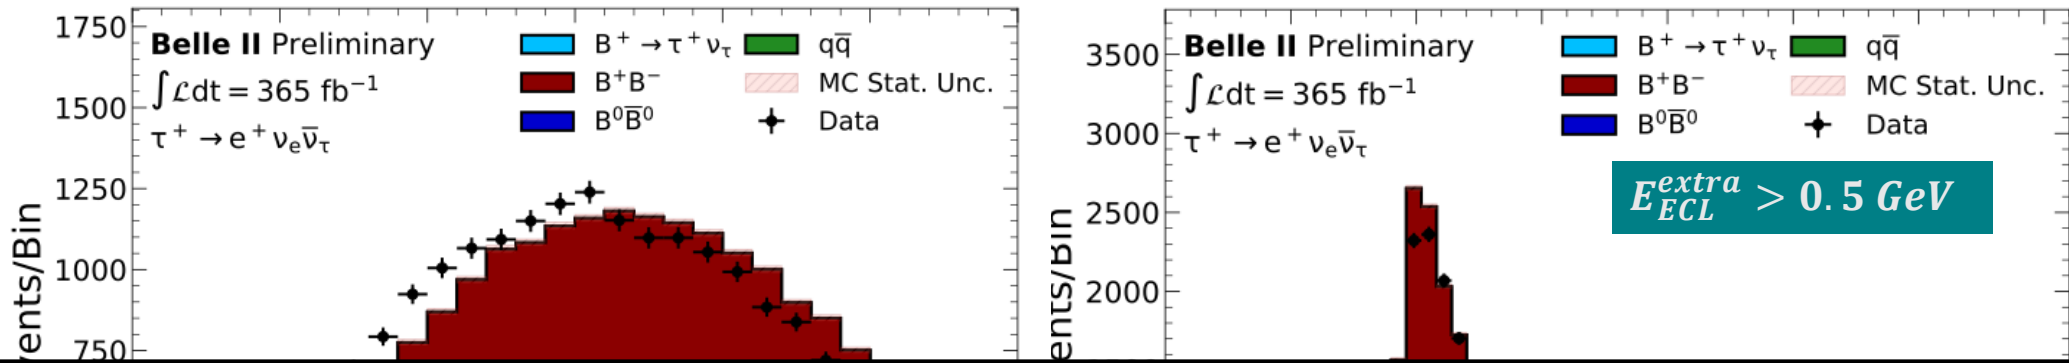 1750
1500
1250
1000
750
Belle II Preliminary
∫ℒdt = 365 fb⁻¹
τ⁺ → e⁺ νₑν̅_τ
B⁺ → τ⁺ ν_τ
B⁺B⁻
B⁰B̅⁰
qq̅
MC Stat. Unc.
Data
3500
3000
2500
2000
Belle II Preliminary
∫ℒdt = 365 fb⁻¹
τ⁺ → e⁺ νₑν̅_τ
B⁺ → τ⁺ ν_τ
B⁺B⁻
B⁰B̅⁰
qq̅
MC Stat. Unc.
Data
E_ECL^extra > 0.5 GeV